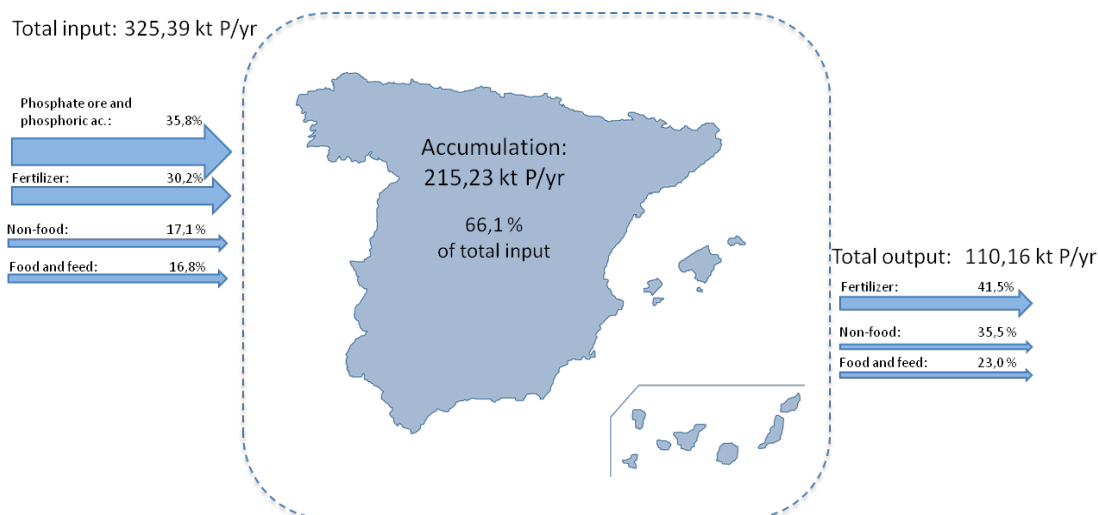 Total input: 325,39 kt P/yr
Phosphate ore and
phosphoric ac.: 35,8%
Fertilizer: 30,2%
Non-food: 17,1 %
Food and feed: 16,8%
Accumulation:
215,23 kt P/yr
66,1 %
of total input
Total output: 110,16 kt P/yr
Fertilizer: 41,5%
Non-food: 35,5 %
Food and feed: 23,0%